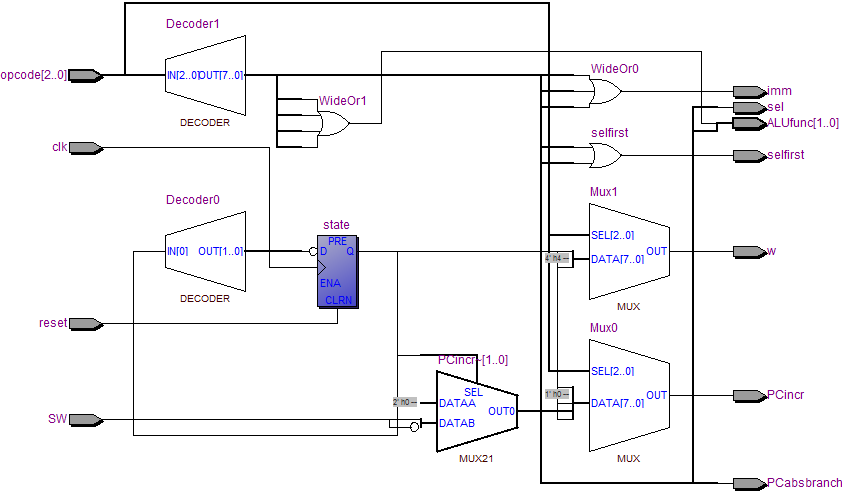 Decoder1
opcode[2..0]
IN[2..0]
OUT[7..0]
DECODER
WideOr1
WideOr0
imm
sel
ALUfunc[1..0]
clk
selfirst
selfirst
Decoder0
IN[0]
OUT[1..0]
DECODER
state
PRE
D
Q
ENA
CLRN
Mux1
SEL[2..0]
4' h4 --
DATA[7..0]
OUT
MUX
w
reset
Mux0
SEL[2..0]
1' h0 --
DATA[7..0]
OUT
MUX
PCincr
PCincr~[1..0]
SEL
2' h0 --
DATAA
DATAB
OUT0
MUX21
SW
PCabsbranch